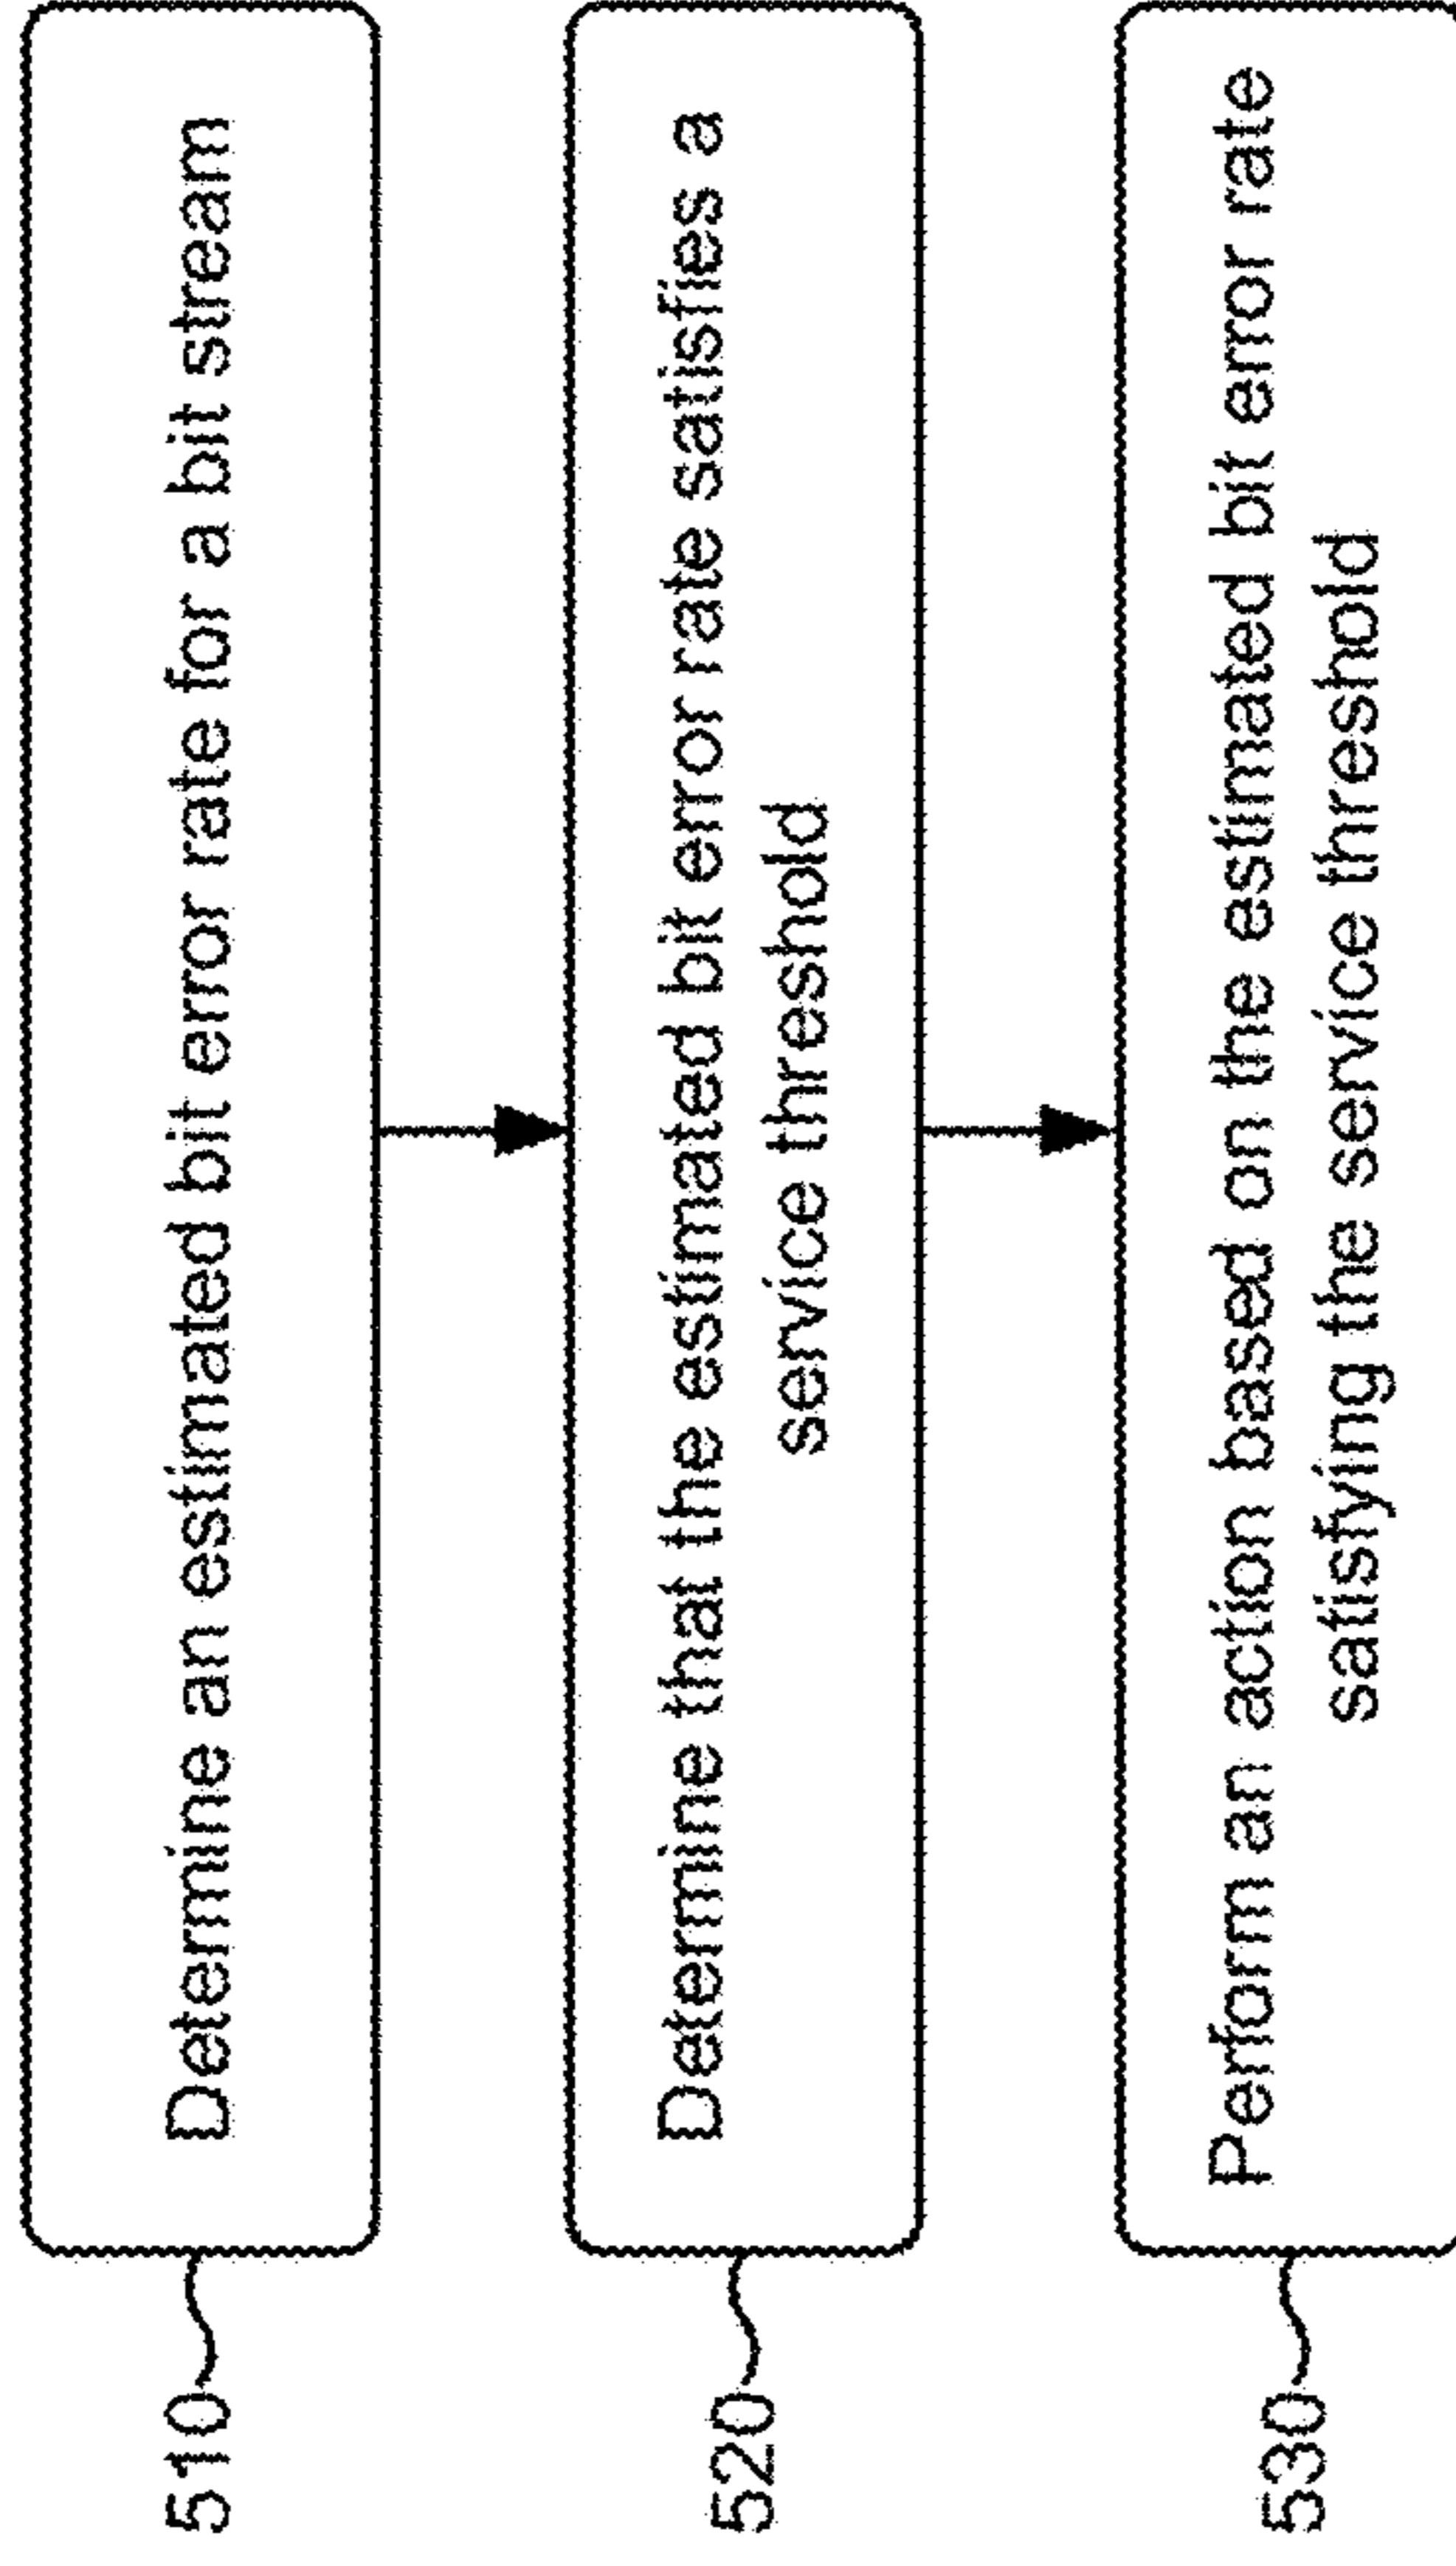 510
Determine an estimated bit error rate for a bit stream
520
Determine that the estimated bit error rate satisfies a
service threshold
530
Perform an action based on the estimated bit error rate
satisfying the service threshold